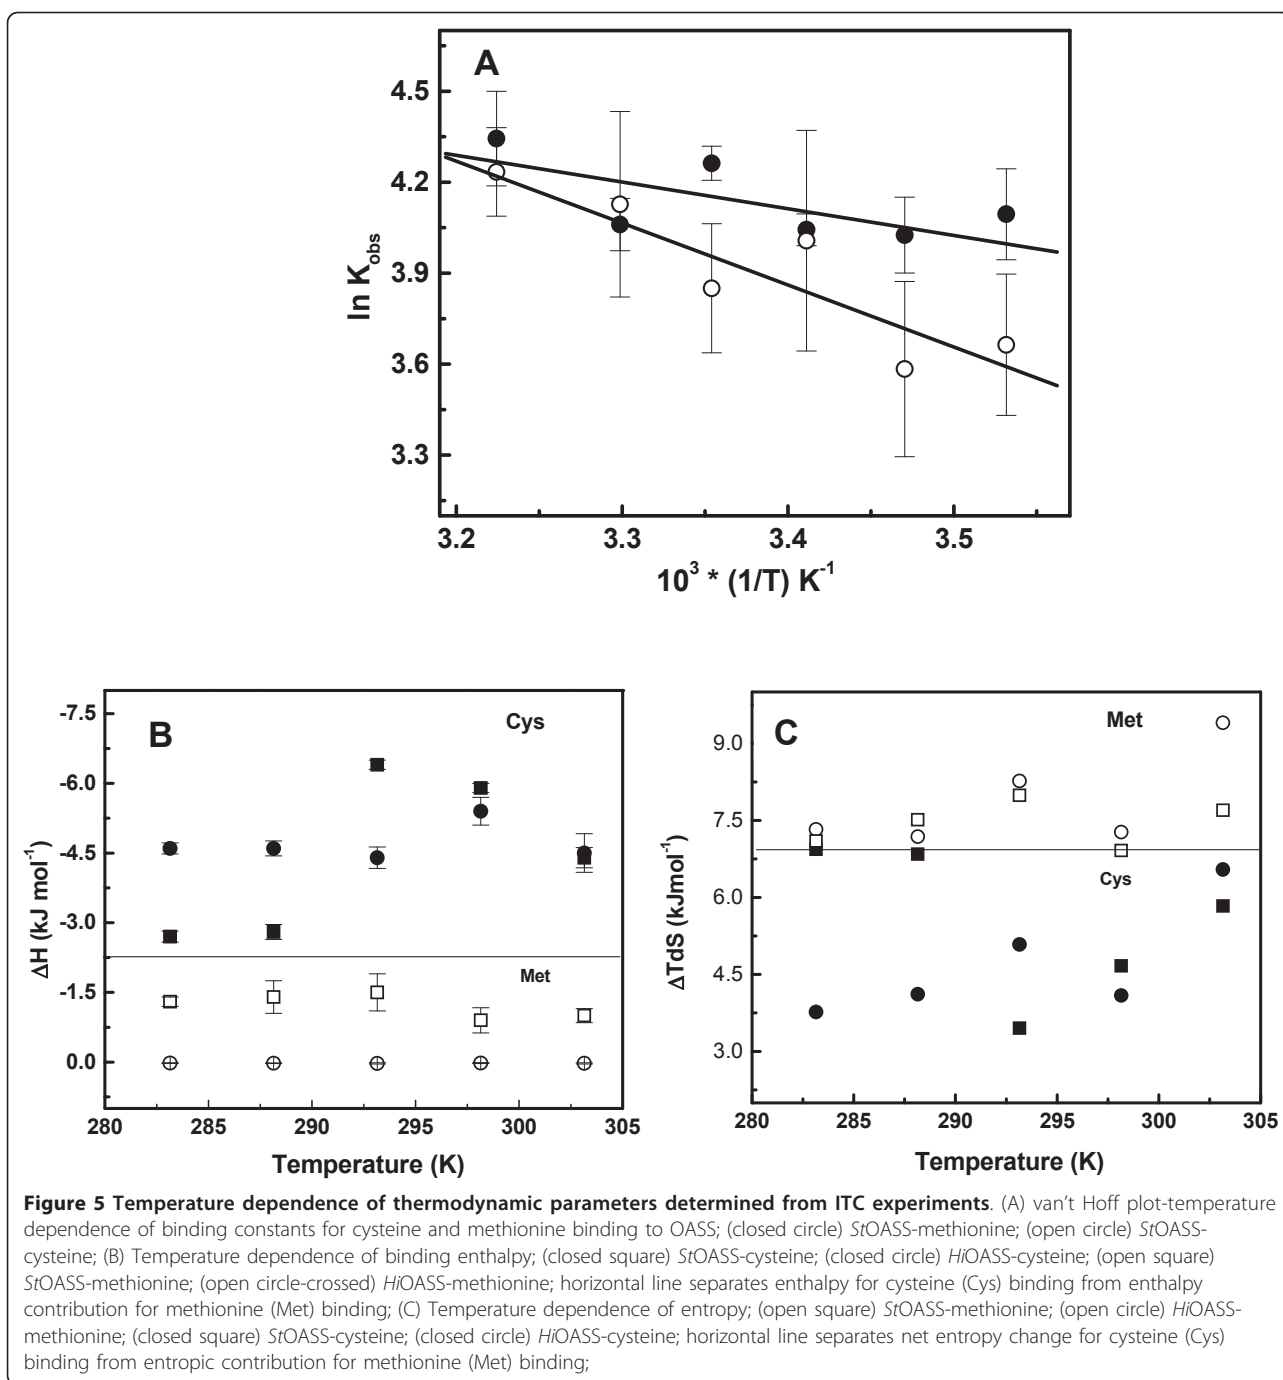 A
4.5
4.2
3.9
3.6
3.3
ln K_obs
3.2 3.3 3.4 3.5
10³ * (1/T) K⁻¹
B
Cys
-7.5
-6.0
-4.5
-3.0
-1.5
0.0
Met
ΔH (kJ mol⁻¹)
280 285 290 295 300 305
Temperature (K)
C
Met
9.0
7.5
6.0
4.5
3.0
Cys
ΔTdS (kJmol⁻¹)
280 285 290 295 300 305
Temperature (K)
Figure 5 Temperature dependence of thermodynamic parameters determined from ITC experiments. (A) van't Hoff plot-temperature
dependence of binding constants for cysteine and methionine binding to OASS; (closed circle) StOASS-methionine; (open circle) StOASS-
cysteine; (B) Temperature dependence of binding enthalpy; (closed square) StOASS-cysteine; (closed circle) HiOASS-cysteine; (open square)
StOASS-methionine; (open circle-crossed) HiOASS-methionine; horizontal line separates enthalpy for cysteine (Cys) binding from enthalpy
contribution for methionine (Met) binding; (C) Temperature dependence of entropy; (open square) StOASS-methionine; (open circle) HiOASS-
methionine; (closed square) StOASS-cysteine; (closed circle) HiOASS-cysteine; horizontal line separates net entropy change for cysteine (Cys)
binding from entropic contribution for methionine (Met) binding;